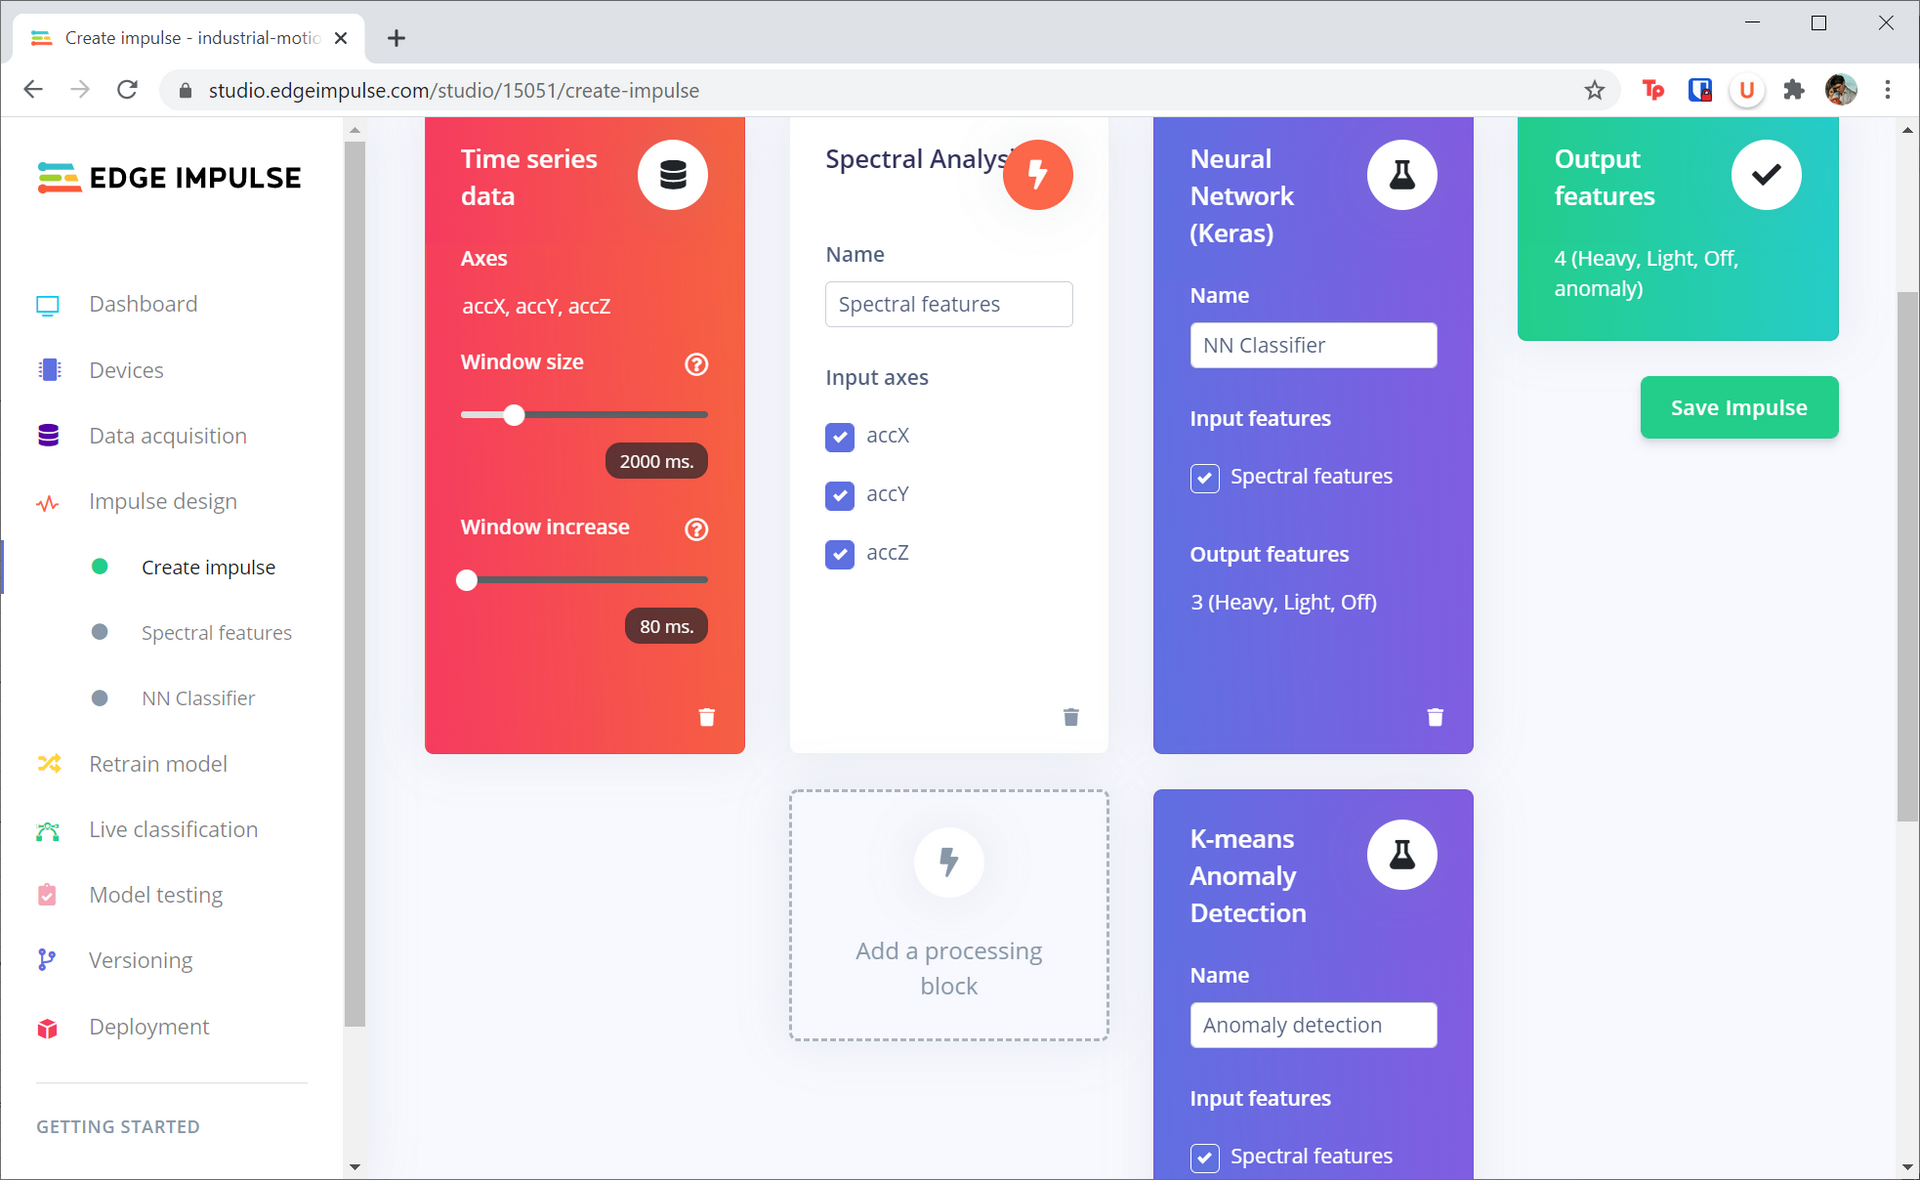 Create impulse - industrial-motio
studio.edgeimpulse.com/studio/15051/create-impulse
Tp
U
EDGE IMPULSE
Dashboard
Devices
Data acquisition
Impulse design
Create impulse
Spectral features
NN Classifier
Retrain model
Live classification
Model testing
Versioning
Deployment
GETTING STARTED
Time series
data
Axes
accX, accY, accZ
Window size
2000 ms.
Window increase
80 ms.
Spectral Analysi
Name
Spectral features
Input axes
accX
accY
accZ
Add a processing
block
Neural
Network
(Keras)
Name
NN Classifier
Input features
Spectral features
Output features
3 (Heavy, Light, Off)
K-means
Anomaly
Detection
Name
Anomaly detection
Input features
Spectral features
Output
features
4 (Heavy, Light, Off,
anomaly)
Save Impulse